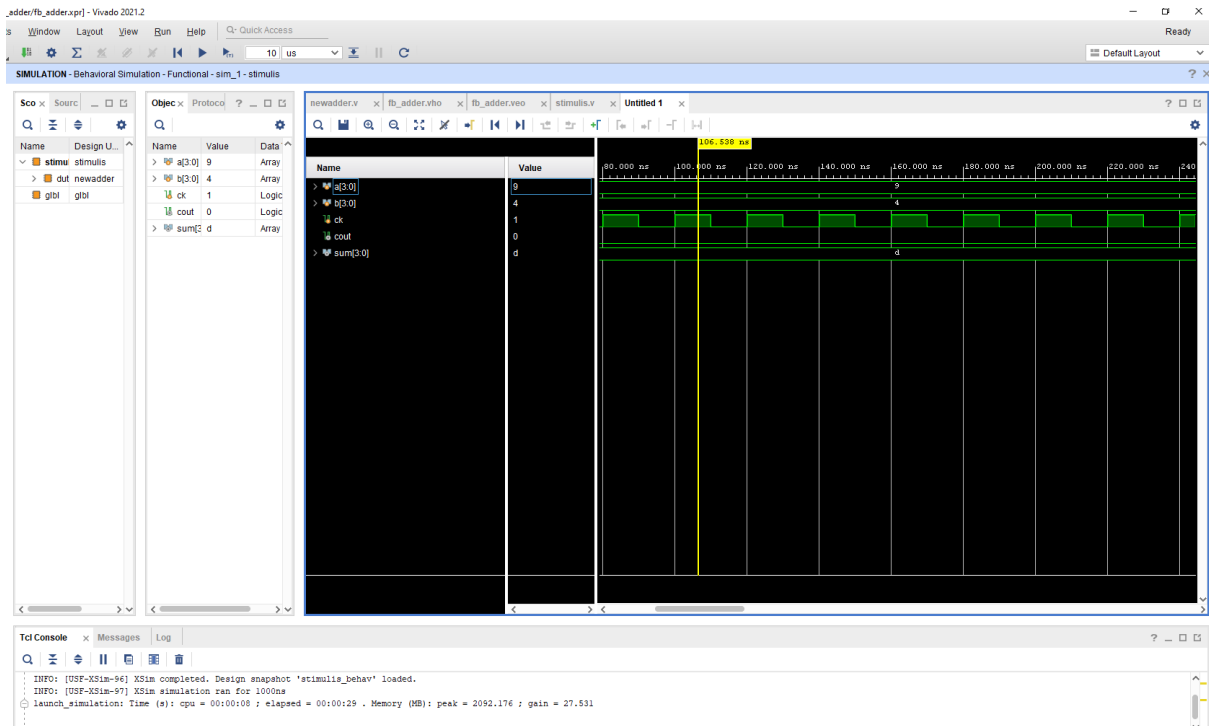 _adder/fb_adder.xpr] - Vivado 2021.2
s Window Layout View Run Help Q- Quick Access Ready
10 us Default Layout
SIMULATION - Behavioral Simulation - Functional - sim_1 - stimulis
Sco Sourc
Objec Protoco
newadder.v fb_adder.vho fb_adder.veo stimulis.v Untitled 1
Name Design U...
stimu stimulis
dut newadder
glbl glbl
Name Value Data
a[3:0] 9 Array
b[3:0] 4 Array
ck 1 Logic
cout 0 Logic
sum[3 d Array
106.538 ns
Name Value
80.000 ns 100.000 ns 120.000 ns 140.000 ns 160.000 ns 180.000 ns 200.000 ns 220.000 ns 240
a[3:0] 9 9
b[3:0] 4 4
ck 1
cout 0
sum[3:0] d d
Tcl Console Messages Log
INFO: [USF-XSim-96] XSim completed. Design snapshot 'stimulis_behav' loaded.
INFO: [USF-XSim-97] XSim simulation ran for 1000ns
launch_simulation: Time (s): cpu = 00:00:08 ; elapsed = 00:00:29 . Memory (MB): peak = 2092.176 ; gain = 27.531